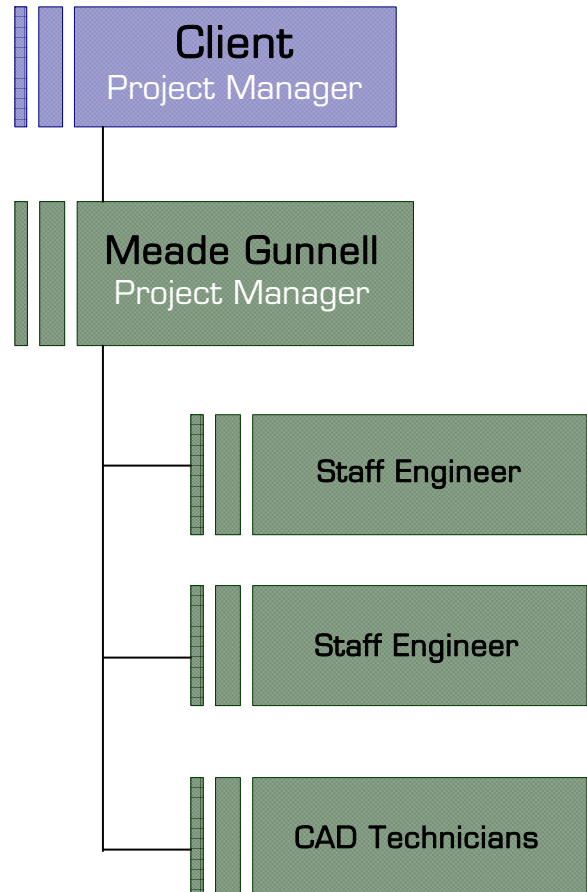 Client
Project Manager
Meade Gunnell
Project Manager
Staff Engineer
Staff Engineer
CAD Technicians